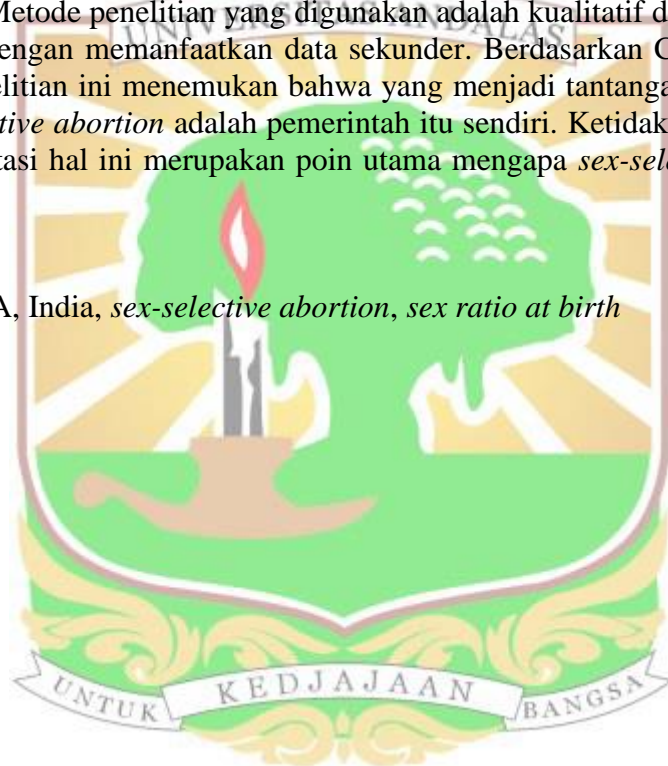 Metode penelitian yang digunakan adalah kualitatif d
UNIVERSITAS ANDALAS
engan memanfaatkan data sekunder. Berdasarkan C
elitian ini menemukan bahwa yang menjadi tantanga
tive abortion adalah pemerintah itu sendiri. Ketidak
tasi hal ini merupakan poin utama mengapa sex-sele
A, India, sex-selective abortion, sex ratio at birth
UNTUK KEDJAJAAN BANGSA